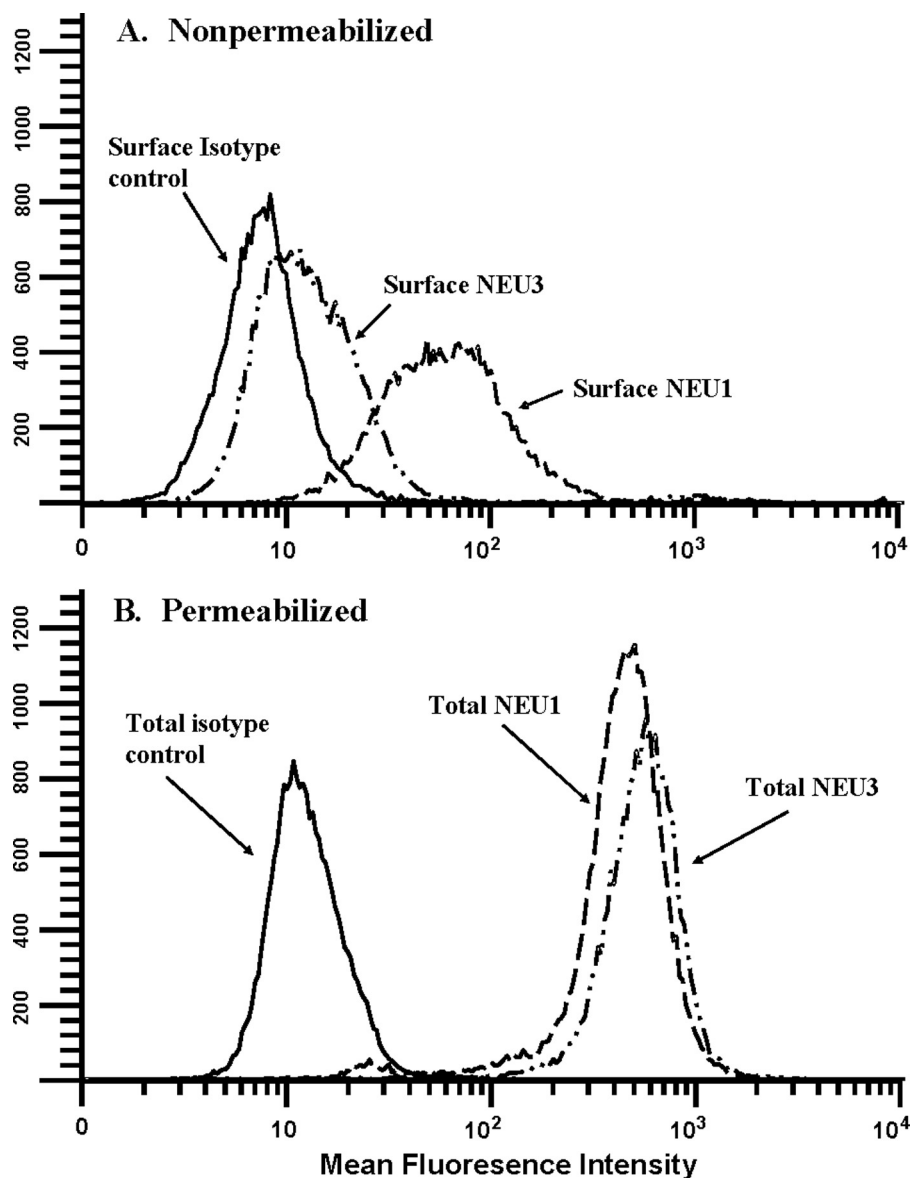 A. Nonpermeabilized
1200
1000
800
600
400
200
Surface Isotype
control
Surface NEU3
Surface NEU1
0
10
10²
10³
10⁴
B. Permeabilized
1200
1000
800
600
400
200
Total isotype
control
Total NEU1
Total NEU3
0
10
10²
10³
10⁴
Mean Fluoresence Intensity